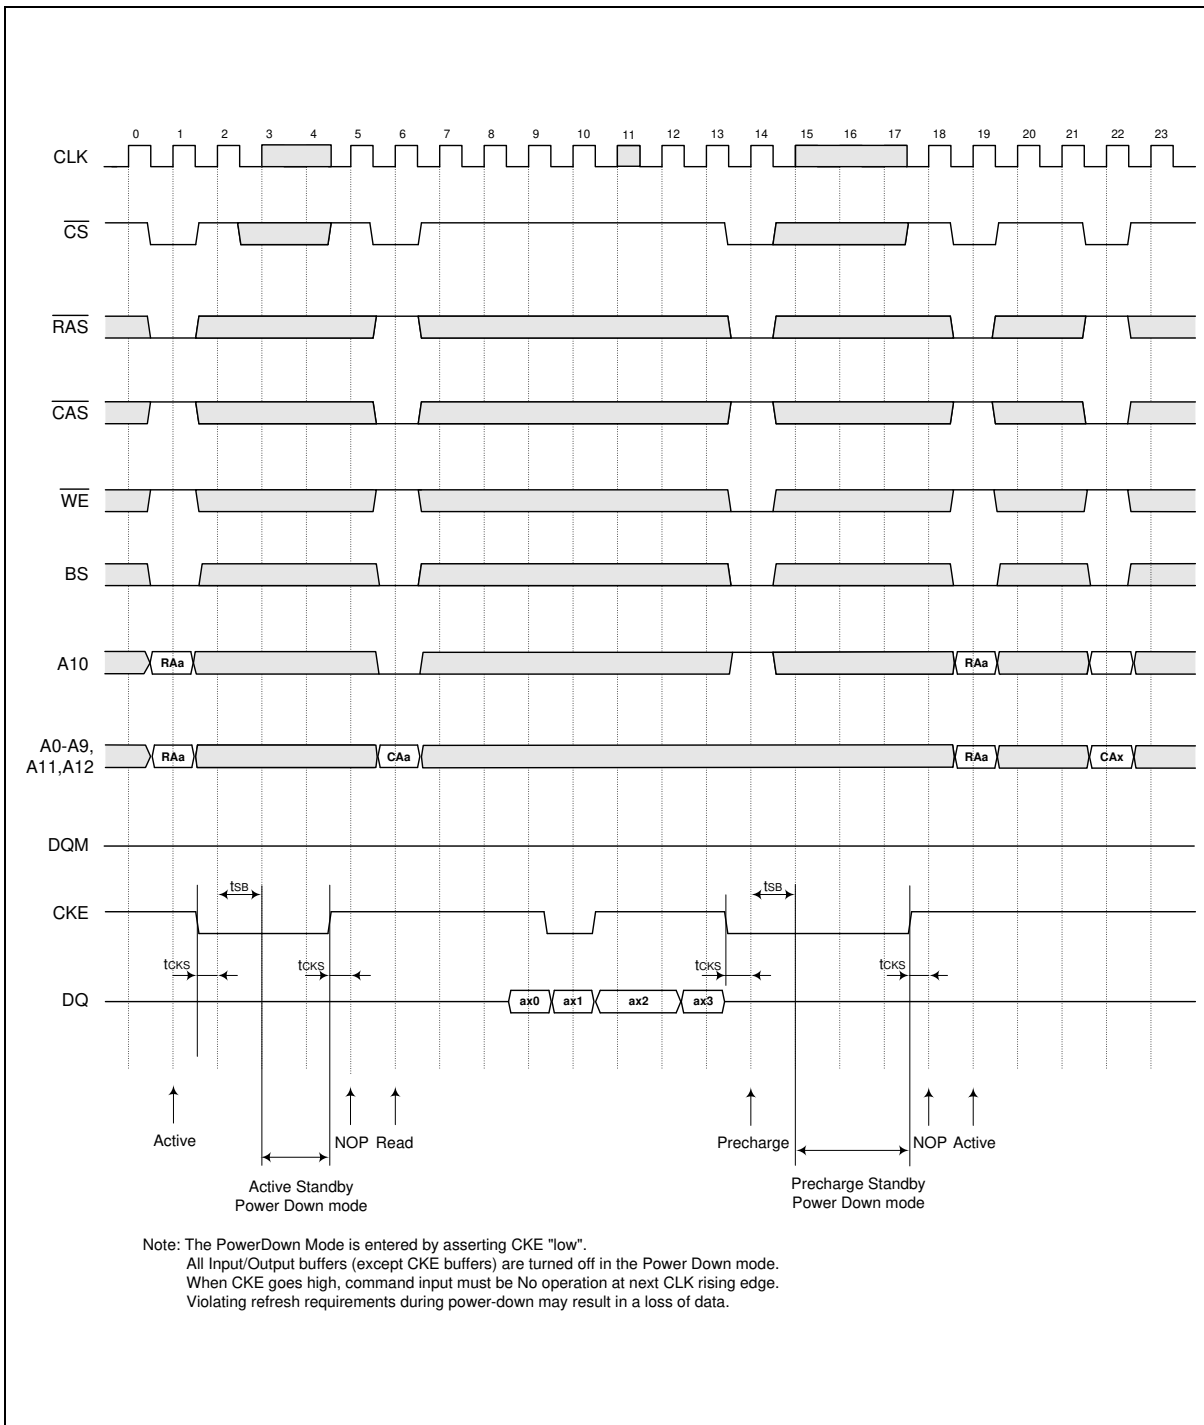 0 1 2 3 4 5 6 7 8 9 10 11 12 13 14 15 16 17 18 19 20 21 22 23
CLK
CS
RAS
CAS
WE
BS
A10 RAa RAa
A0-A9,
A11,A12 RAa CAa RAa CAx
DQM
tSB tSB
CKE
tCKS tCKS tCKS tCKS
DQ ax0 ax1 ax2 ax3
Active NOP Read Precharge NOP Active
Active Standby
Power Down mode
Precharge Standby
Power Down mode
Note: The PowerDown Mode is entered by asserting CKE "low".
All Input/Output buffers (except CKE buffers) are turned off in the Power Down mode.
When CKE goes high, command input must be No operation at next CLK rising edge.
Violating refresh requirements during power-down may result in a loss of data.